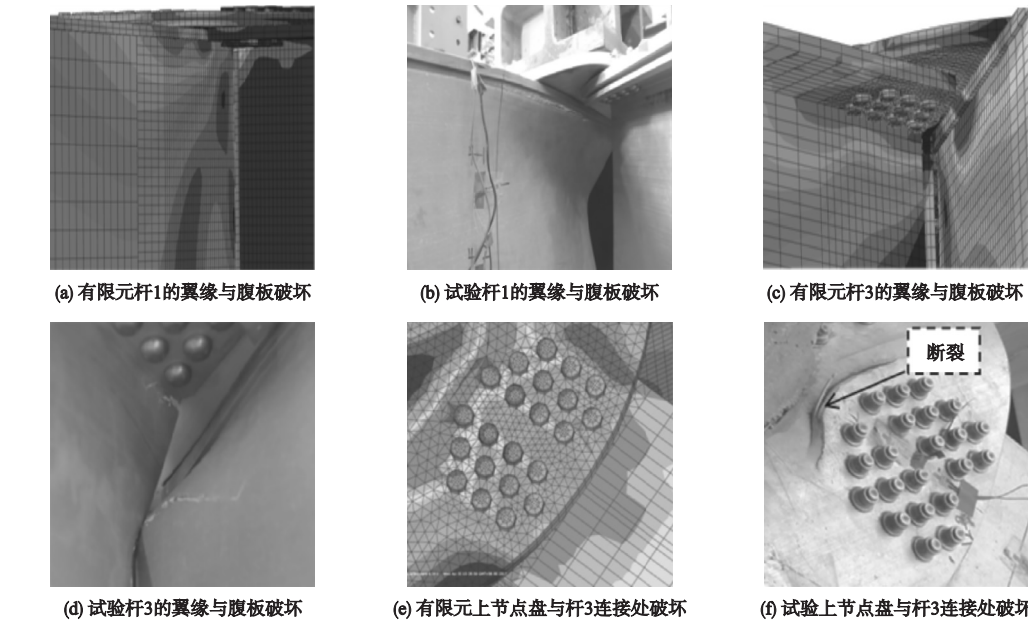 (a) 有限元杆1的翼缘与腹板破坏
(b) 试验杆1的翼缘与腹板破坏
(c) 有限元杆3的翼缘与腹板破坏
断裂
(d) 试验杆3的翼缘与腹板破坏
(e) 有限元上节点盘与杆3连接处破坏
(f) 试验上节点盘与杆3连接处破坏